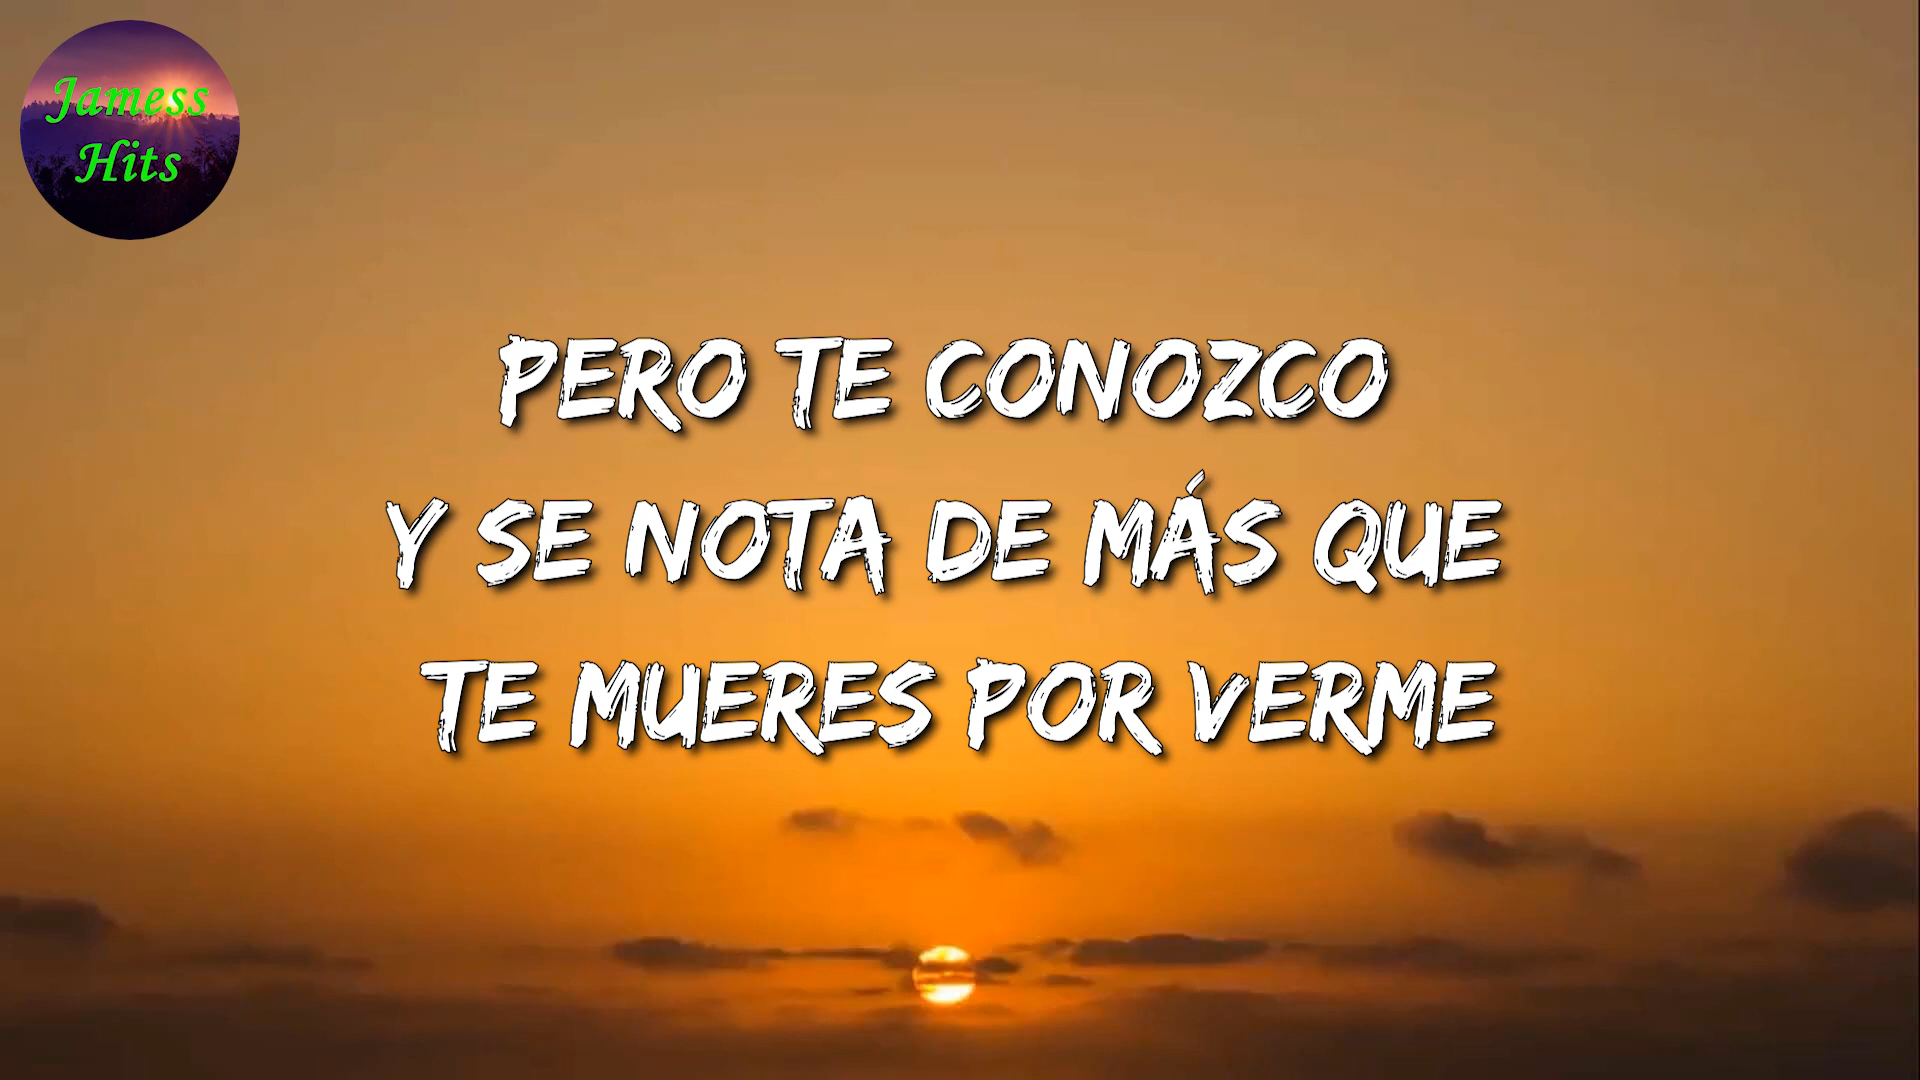 Jamess
Hits
PERO TE CONOZCO
Y SE NOTA DE MÁS QUE
TE MUERES POR VERME